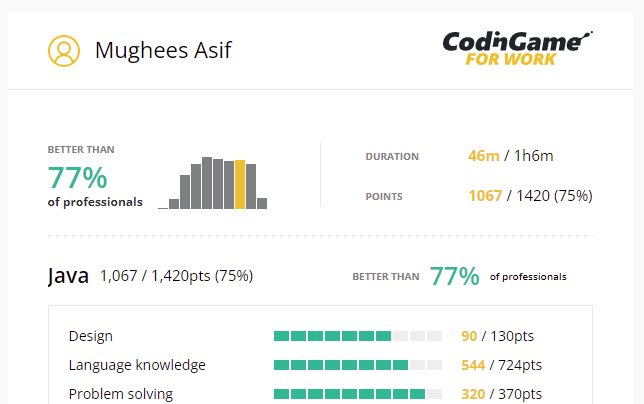 Mughees Asif
CodinGame
FOR WORK
BETTER THAN
77%
of professionals
DURATION
46m / 1h6m
POINTS
1067 / 1420 (75%)
Java 1,067 / 1,420pts (75%)
BETTER THAN 77% of professionals
Design 90 / 130pts
Language knowledge 544 / 724pts
Problem solving 320 / 370pts